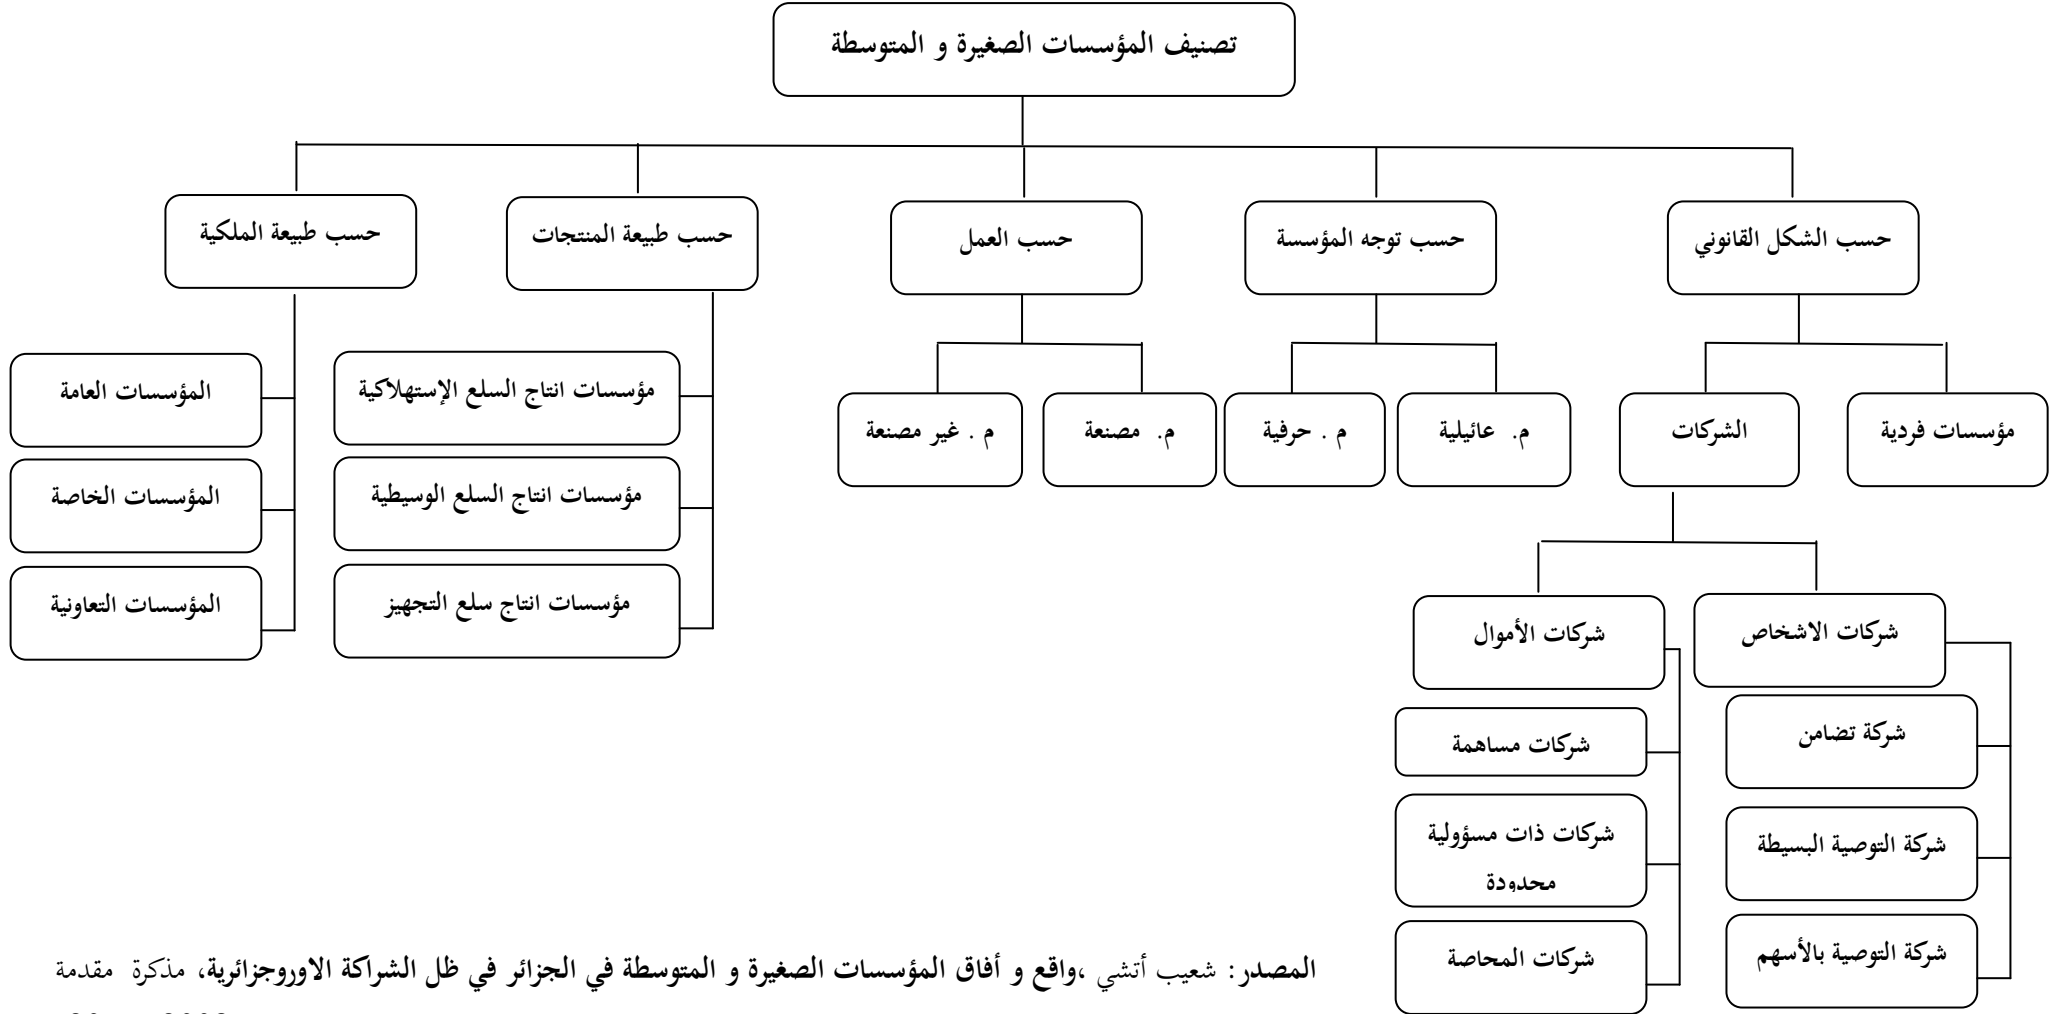 تصنيف المؤسسات الصغيرة و المتوسطة
حسب الشكل القانوني
حسب توجه المؤسسة
حسب العمل
حسب طبيعة المنتجات
حسب طبيعة الملكية
مؤسسات فردية
الشركات
م. عائيلية
م . حرفية
م. مصنعة
م . غير مصنعة
مؤسسات انتاج السلع الإستهلاكية
مؤسسات انتاج السلع الوسيطية
مؤسسات انتاج سلع التجهيز
المؤسسات العامة
المؤسسات الخاصة
المؤسسات التعاونية
شركات الاشخاص
شركة تضامن
شركة التوصية البسيطة
شركة التوصية بالأسهم
شركات الأموال
شركات مساهمة
شركات ذات مسؤولية
محدودة
شركات المحاصة
المصدر: شعيب أتشي ،واقع و أفاق المؤسسات الصغيرة و المتوسطة في الجزائر في ظل الشراكة الاوروجزائرية، مذكرة مقدمة